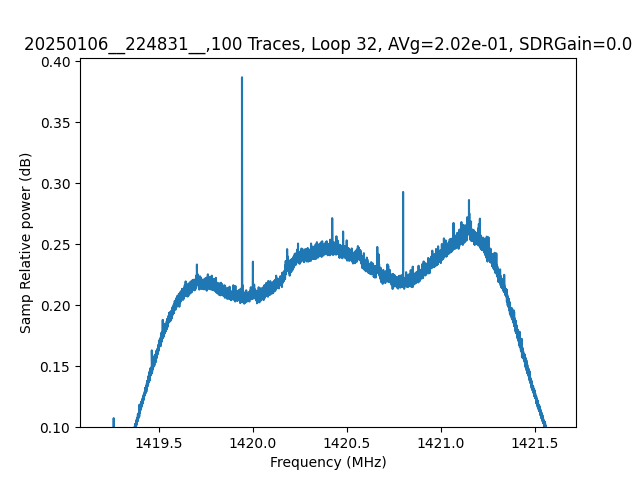 20250106__224831__,100 Traces, Loop 32, AVg=2.02e-01, SDRGain=0.0
0.40
0.35
0.30
0.25
0.20
0.15
0.10
Samp Relative power (dB)
1419.5 1420.0 1420.5 1421.0 1421.5
Frequency (MHz)